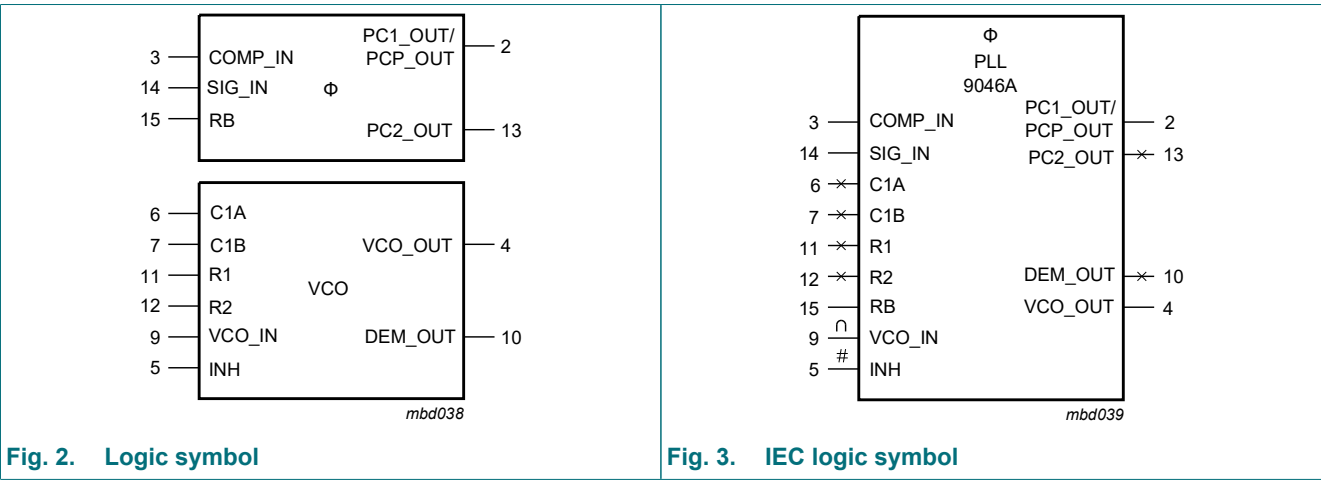 PC1_OUT/
3 COMP_IN PCP_OUT 2
14 SIG_IN Φ
15 RB
PC2_OUT 13
6 C1A
7 C1B VCO_OUT 4
11 R1
VCO
12 R2
9 VCO_IN DEM_OUT 10
5 INH
mbd038
Fig. 2. Logic symbol
Φ
PLL
9046A
PC1_OUT/
3 COMP_IN PCP_OUT 2
14 SIG_IN PC2_OUT 13
6 C1A
7 C1B
11 R1
12 R2 DEM_OUT 10
15 RB VCO_OUT 4
9 ∩ VCO_IN
5 # INH
mbd039
Fig. 3. IEC logic symbol